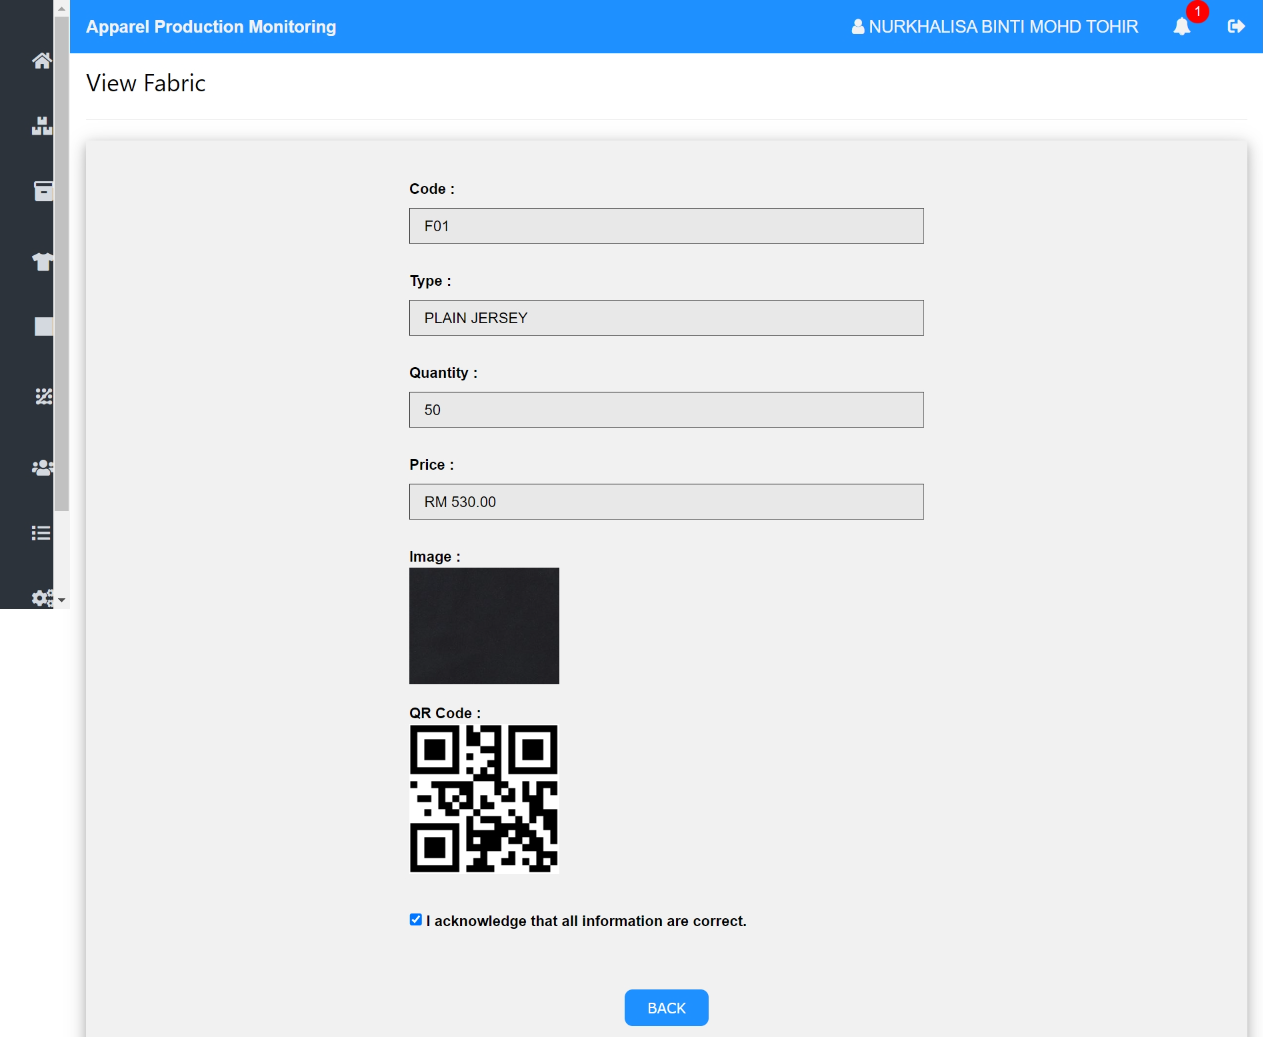 Apparel Production Monitoring
NURKHALISA BINTI MOHD TOHIR
1
View Fabric
Code :
F01
Type :
PLAIN JERSEY
Quantity :
50
Price :
RM 530.00
Image :
QR Code :
I acknowledge that all information are correct.
BACK